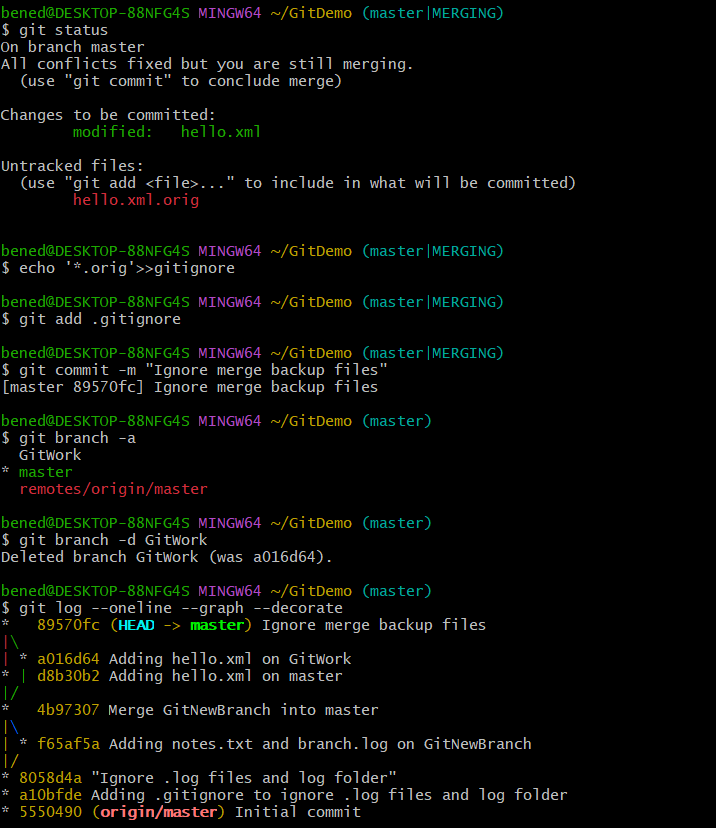 bened@DESKTOP-88NFG4S MINGW64 ~/GitDemo (master|MERGING)
$ git status
On branch master
All conflicts fixed but you are still merging.
  (use "git commit" to conclude merge)

Changes to be committed:
        modified:   hello.xml

Untracked files:
  (use "git add <file>..." to include in what will be committed)
        hello.xml.orig

bened@DESKTOP-88NFG4S MINGW64 ~/GitDemo (master|MERGING)
$ echo '*.orig'>>gitignore

bened@DESKTOP-88NFG4S MINGW64 ~/GitDemo (master|MERGING)
$ git add .gitignore

bened@DESKTOP-88NFG4S MINGW64 ~/GitDemo (master|MERGING)
$ git commit -m "Ignore merge backup files"
[master 89570fc] Ignore merge backup files

bened@DESKTOP-88NFG4S MINGW64 ~/GitDemo (master)
$ git branch -a
  GitWork
* master
  remotes/origin/master

bened@DESKTOP-88NFG4S MINGW64 ~/GitDemo (master)
$ git branch -d GitWork
Deleted branch GitWork (was a016d64).

bened@DESKTOP-88NFG4S MINGW64 ~/GitDemo (master)
$ git log --oneline --graph --decorate
*   89570fc (HEAD -> master) Ignore merge backup files
|\
| * a016d64 Adding hello.xml on GitWork
* | d8b30b2 Adding hello.xml on master
|/
*   4b97307 Merge GitNewBranch into master
|\
| * f65af5a Adding notes.txt and branch.log on GitNewBranch
|/
* 8058d4a "Ignore .log files and log folder"
* a10bfde Adding .gitignore to ignore .log files and log folder
* 5550490 (origin/master) Initial commit